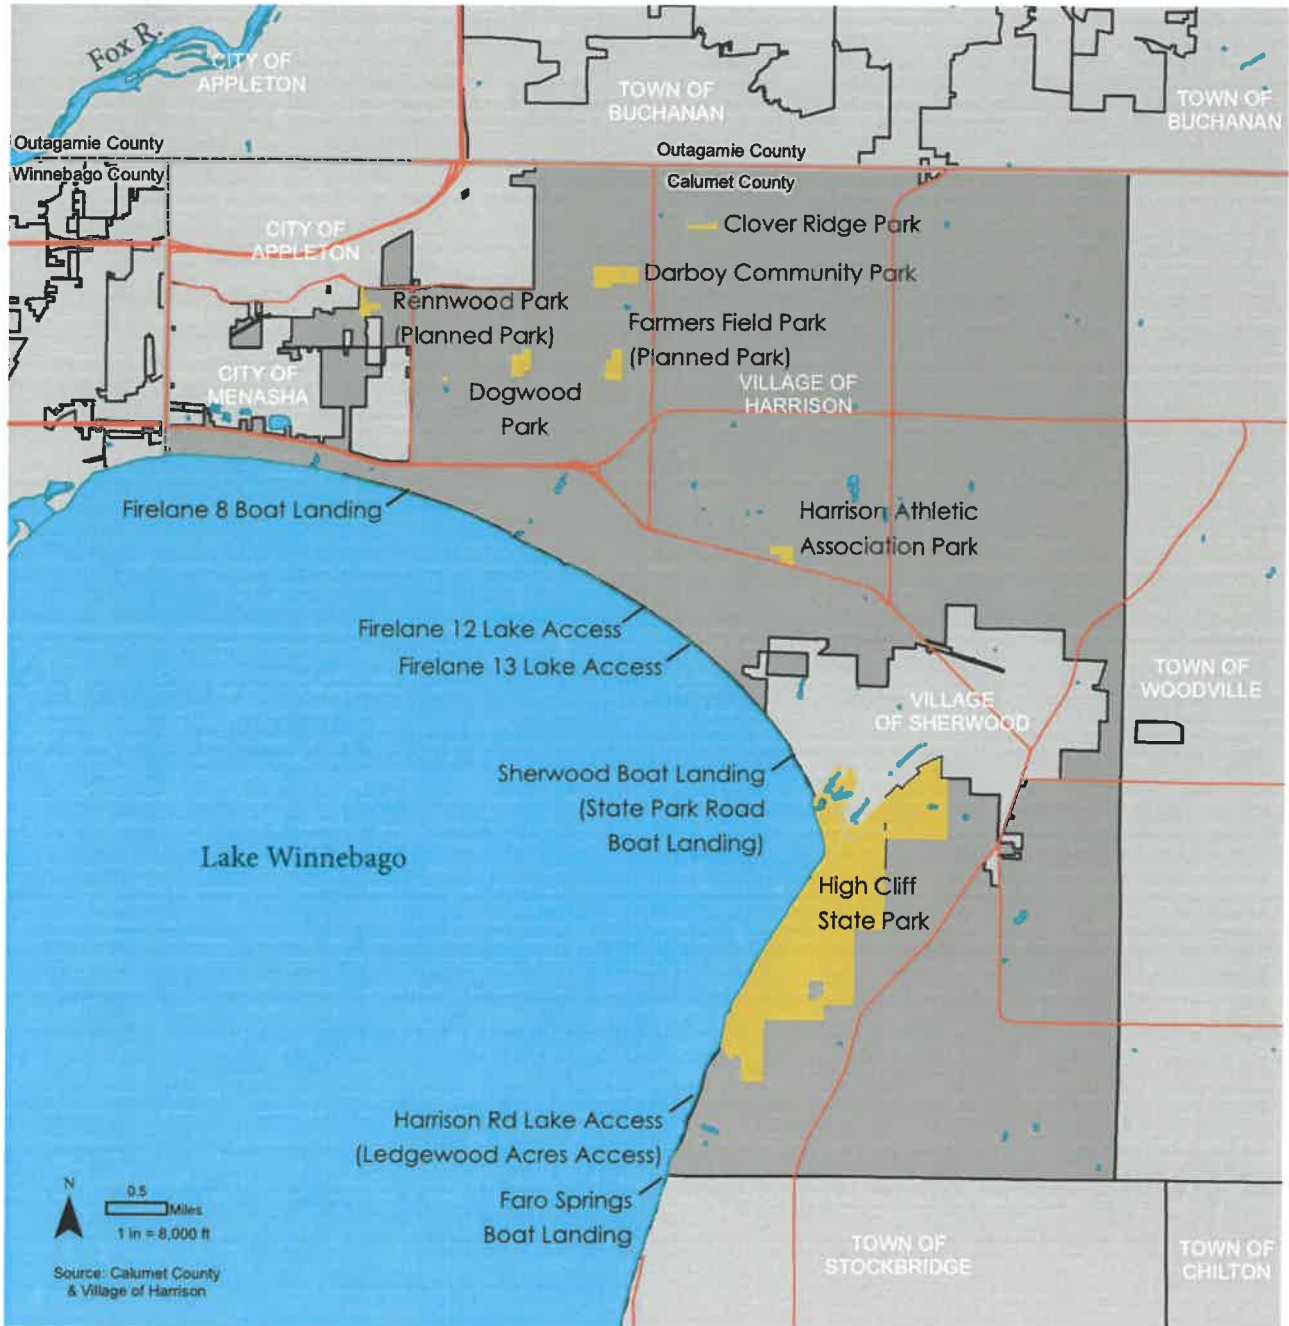 Fox R.
CITY OF
APPLETON
TOWN OF
BUCHANAN
TOWN OF
BUCHANAN
Outagamie County
Outagamie County
Winnebago County
Calumet County
CITY OF
APPLETON
Clover Ridge Park
Darboy Community Park
Rennwood Park
(Planned Park)
Farmers Field Park
(Planned Park)
CITY OF
MENASHA
Dogwood
Park
VILLAGE OF
HARRISON
Firelane 8 Boat Landing
Harrison Athletic
Association Park
Firelane 12 Lake Access
Firelane 13 Lake Access
TOWN OF
WOODVILLE
VILLAGE
OF SHERWOOD
Sherwood Boat Landing
(State Park Road
Boat Landing)
Lake Winnebago
High Cliff
State Park
Harrison Rd Lake Access
(Ledgewood Acres Access)
Faro Springs
Boat Landing
N
0.5
Miles
1 in = 8,000 ft
Source: Calumet County
& Village of Harrison
TOWN OF
STOCKBRIDGE
TOWN OF
CHILTON